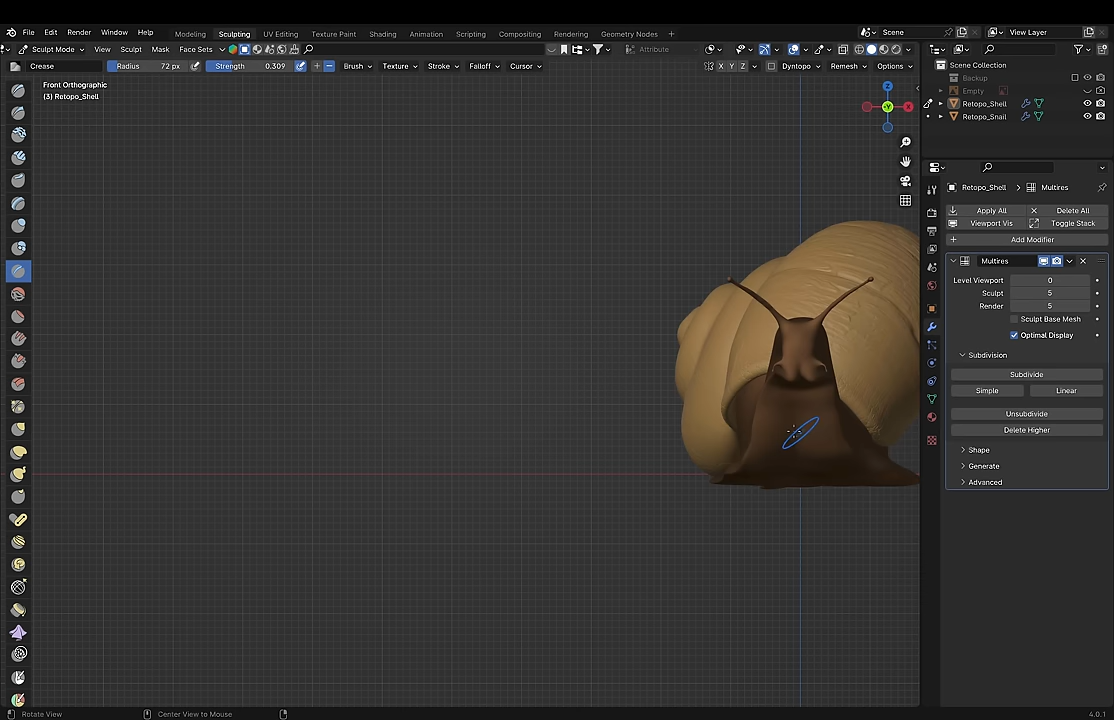 File Edit Render Window Help Modeling Sculpting UV Editing Texture Paint Shading Animation Scripting Compositing Rendering Geometry Nodes + Scene View Layer
Sculpt Mode View Sculpt Mask Face Sets Attribute
Crease Radius 72 px Strength 0.309 Brush Texture Stroke Falloff Cursor X Y Z Dyntopo Remesh Options
Front Orthographic
(3) Retopo_Shell
Z
Y
X
Scene Collection
Backup
Empty
Retopo_Shell
Retopo_Snail
Retopo_Shell > Multires
Apply All Delete All
Viewport Vis Toggle Stack
Add Modifier
Multires
Level Viewport 0
Sculpt 5
Render 5
Sculpt Base Mesh
Optimal Display
Subdivision
Subdivide
Simple Linear
Unsubdivide
Delete Higher
Shape
Generate
Advanced
Rotate View Center View to Mouse 4.0.1